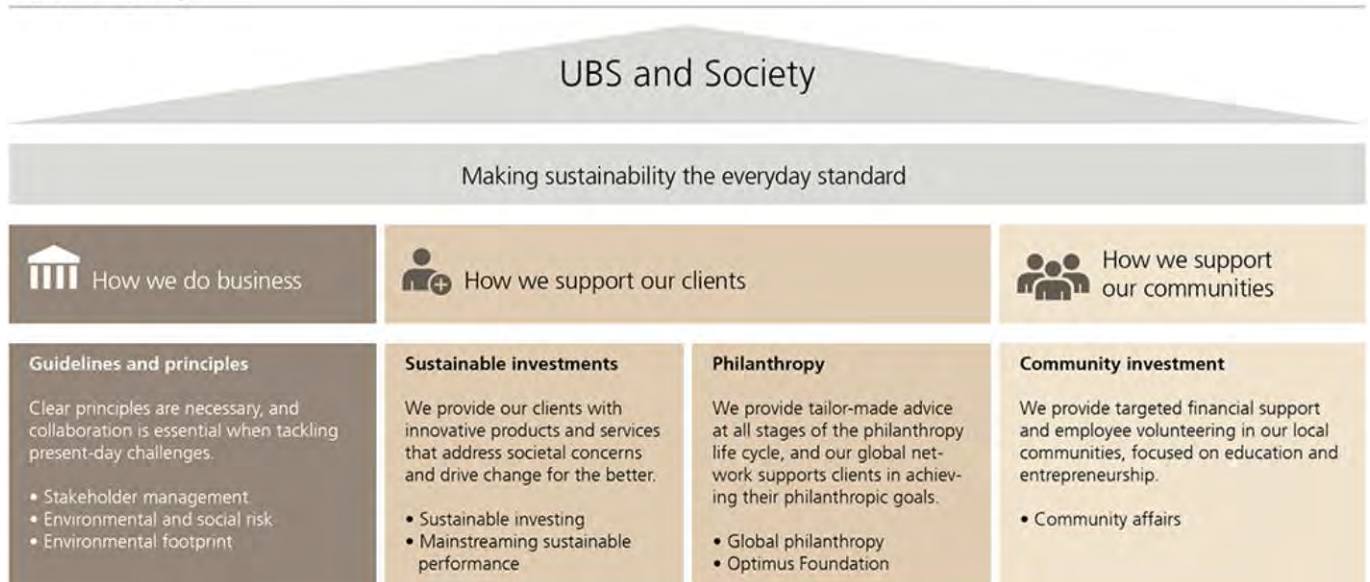 UBS and Society
Making sustainability the everyday standard
How we do business
How we support our clients
How we support
our communities
Guidelines and principles
Clear principles are necessary, and
collaboration is essential when tackling
present-day challenges.
• Stakeholder management
• Environmental and social risk
• Environmental footprint
Sustainable investments
We provide our clients with
innovative products and services
that address societal concerns
and drive change for the better.
• Sustainable investing
• Mainstreaming sustainable
performance
Philanthropy
We provide tailor-made advice
at all stages of the philanthropy
life cycle, and our global net-
work supports clients in achiev-
ing their philanthropic goals.
• Global philanthropy
• Optimus Foundation
Community investment
We provide targeted financial support
and employee volunteering in our local
communities, focused on education and
entrepreneurship.
• Community affairs